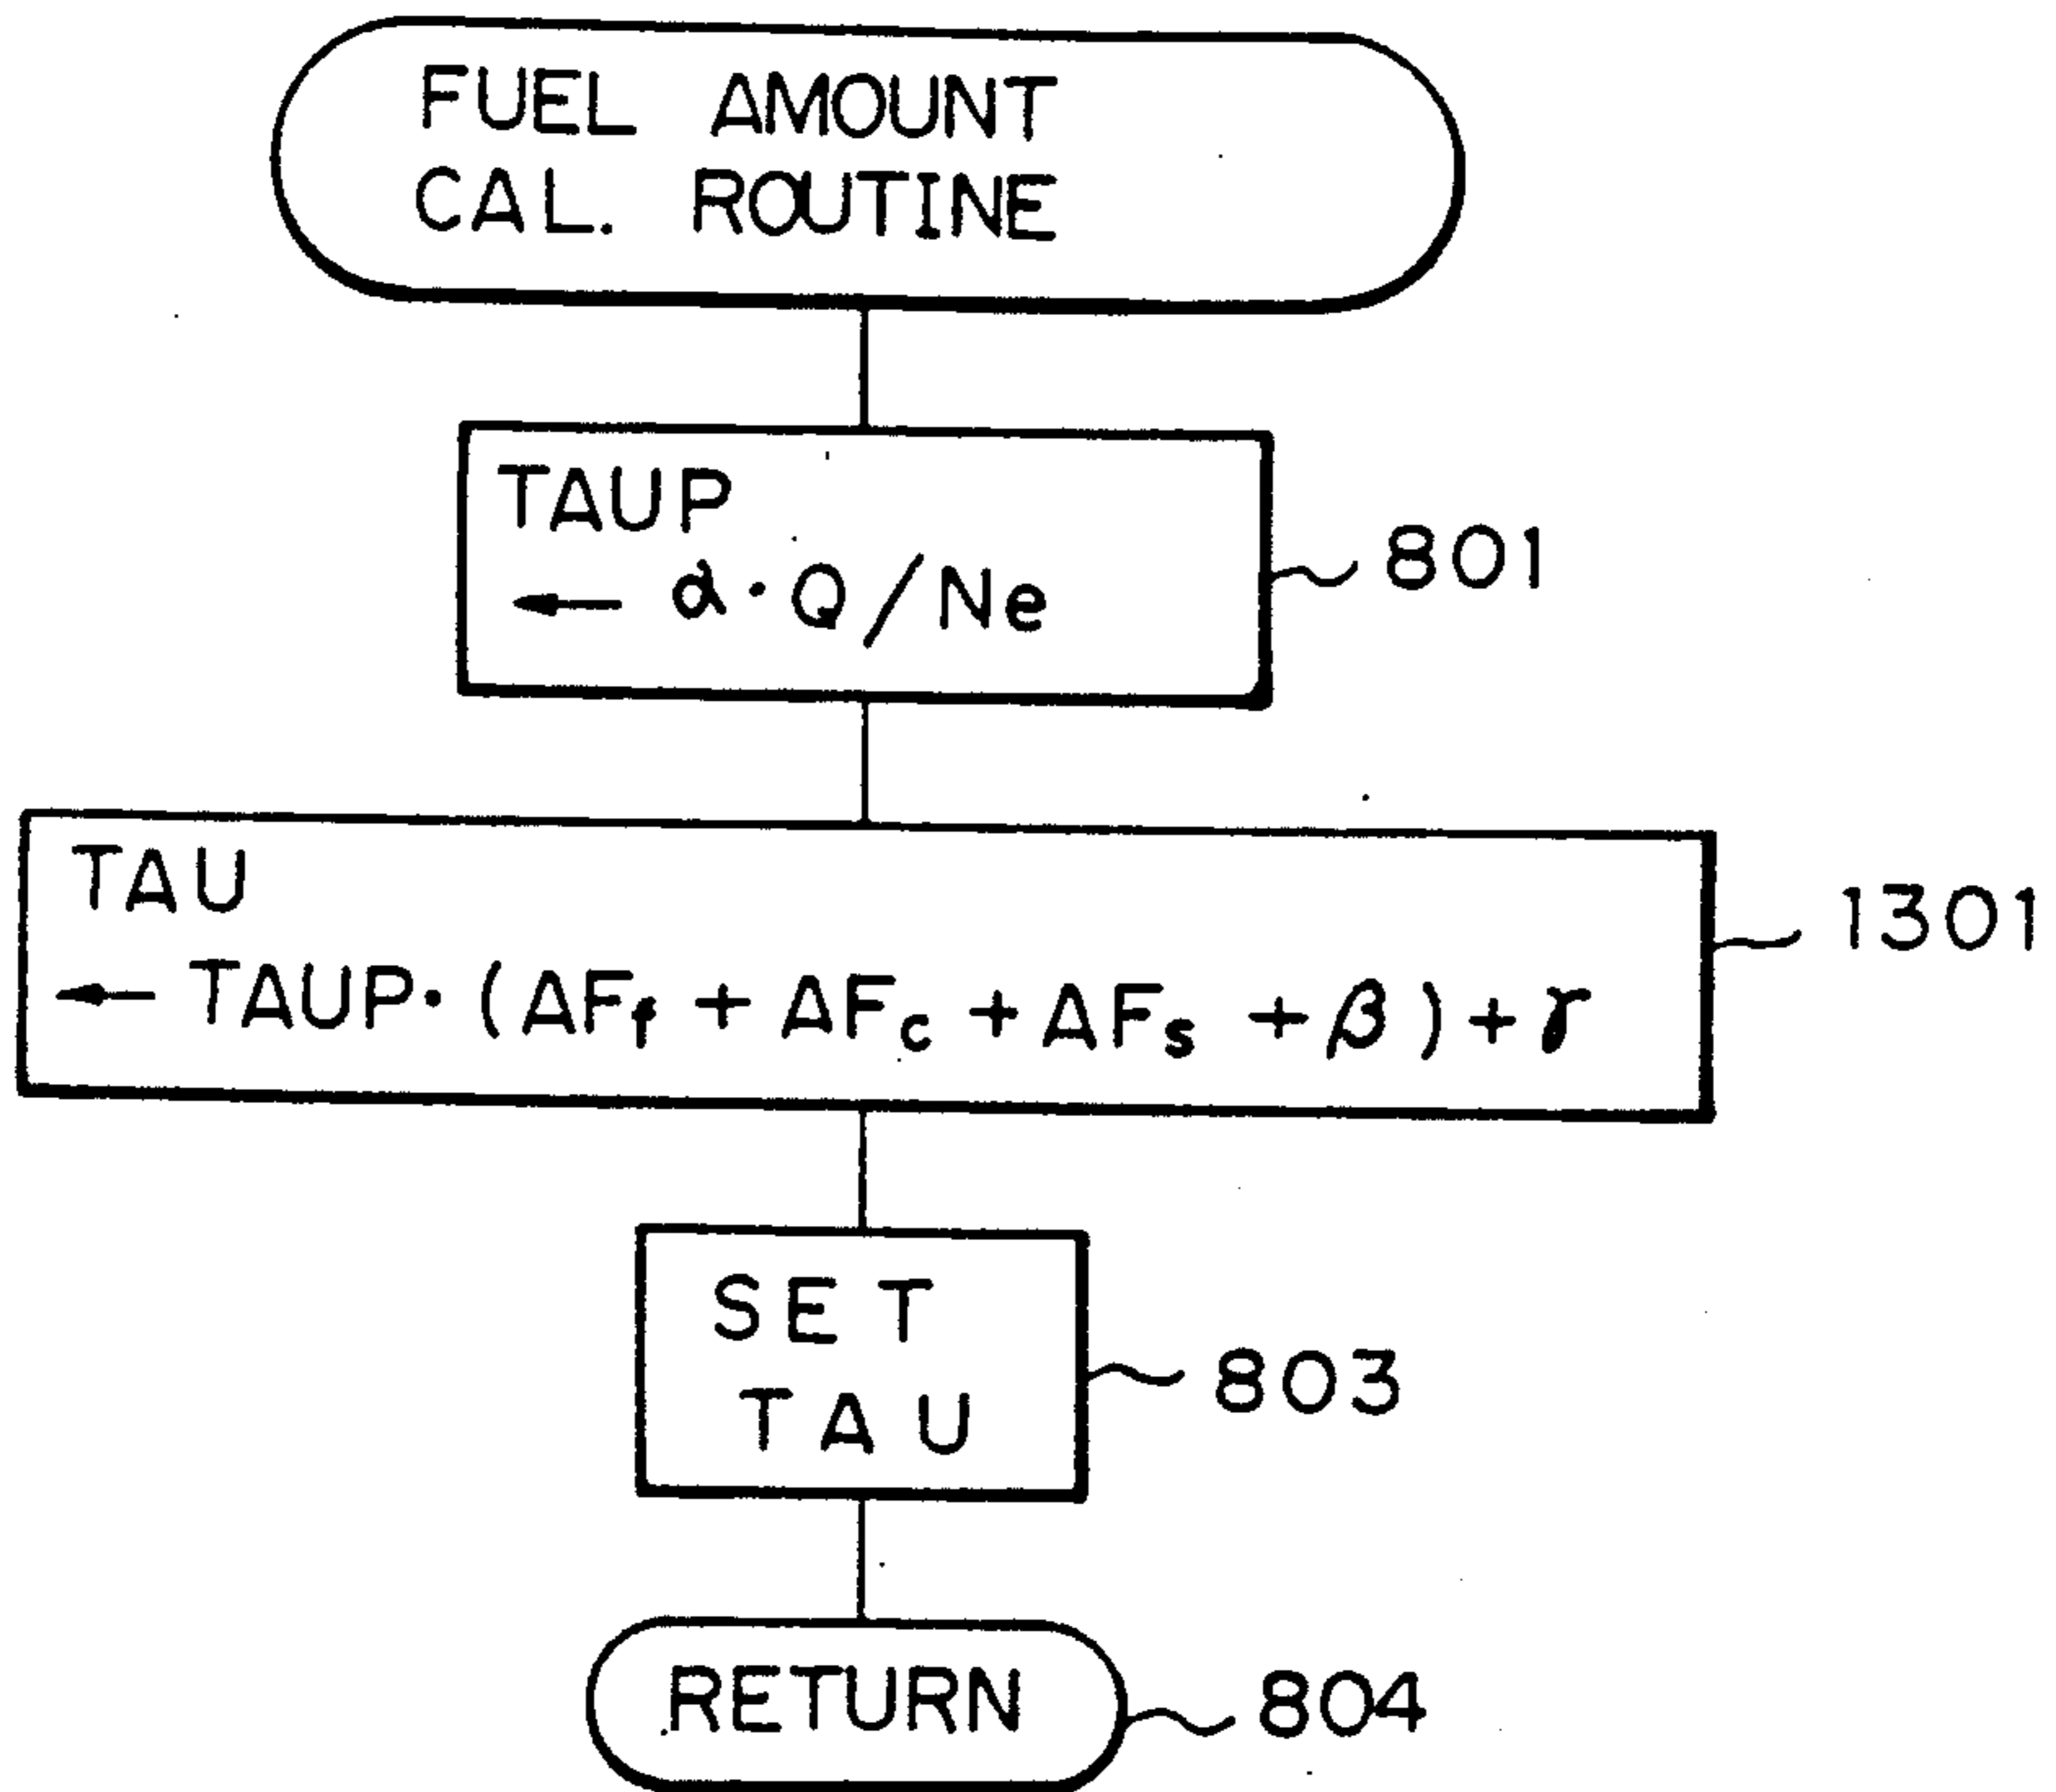 FUEL AMOUNT
CAL. ROUTINE
TAUP
← α·Q/Ne
801
TAU
← TAUP·(AFf + AFc + AFs + β) + γ
1301
SET
TAU
803
RETURN
804